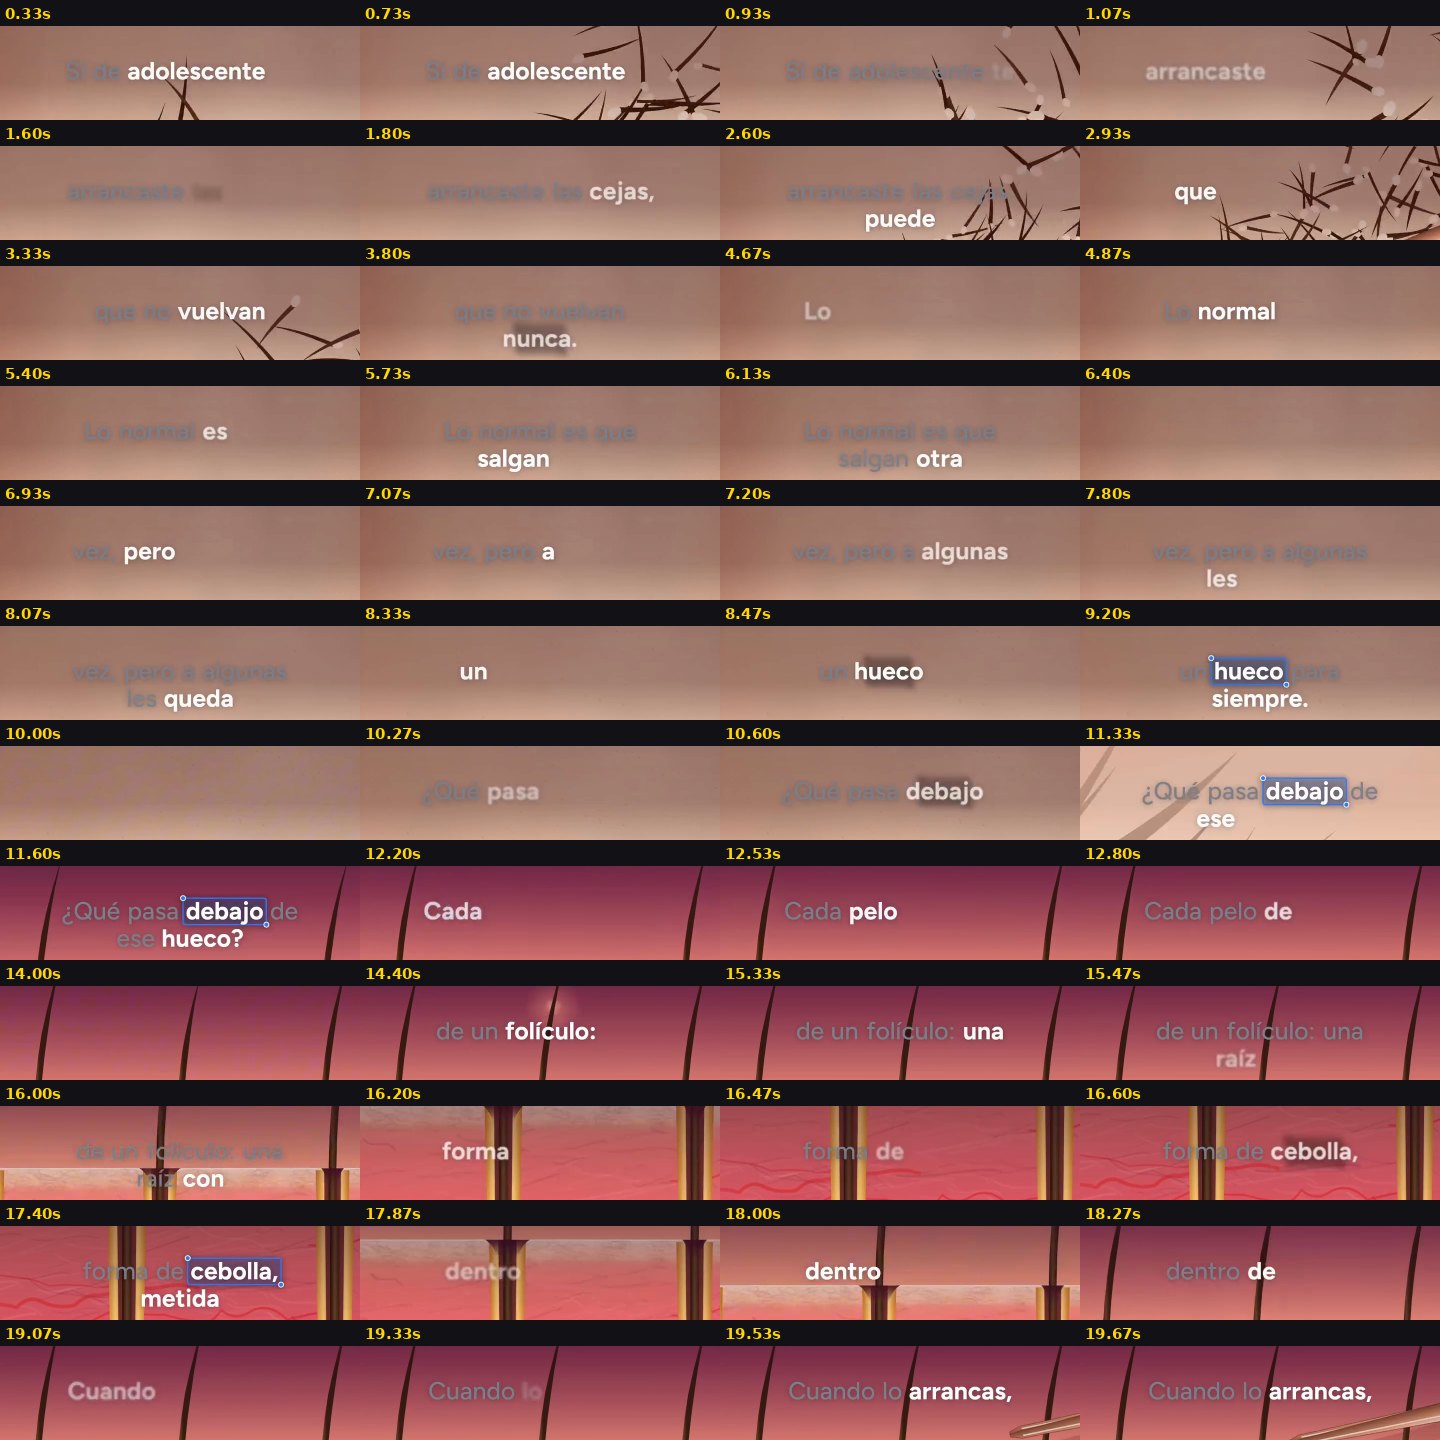 0.33s 0.73s 0.93s 1.07s
Si de adolescente Si de adolescente Si de adolescente te arrancaste
1.60s 1.80s 2.60s 2.93s
arrancaste las arrancaste las cejas, arrancaste las cejas, que
puede
3.33s 3.80s 4.67s 4.87s
que no vuelvan que no vuelvan Lo Lo normal
nunca.
5.40s 5.73s 6.13s 6.40s
Lo normal es Lo normal es que Lo normal es que
salgan salgan otra
6.93s 7.07s 7.20s 7.80s
vez, pero vez, pero a vez, pero a algunas vez, pero a algunas
les
8.07s 8.33s 8.47s 9.20s
vez, pero a algunas un un hueco un hueco para
les queda siempre.
10.00s 10.27s 10.60s 11.33s
¿Qué pasa ¿Qué pasa debajo ¿Qué pasa debajo de
ese
11.60s 12.20s 12.53s 12.80s
¿Qué pasa debajo de Cada Cada pelo Cada pelo de
ese hueco?
14.00s 14.40s 15.33s 15.47s
de un folículo: de un folículo: una de un folículo: una
raíz
16.00s 16.20s 16.47s 16.60s
de un folículo: una forma forma de forma de cebolla,
raíz con
17.40s 17.87s 18.00s 18.27s
forma de cebolla, dentro dentro dentro de
metida
19.07s 19.33s 19.53s 19.67s
Cuando Cuando lo Cuando lo arrancas, Cuando lo arrancas,